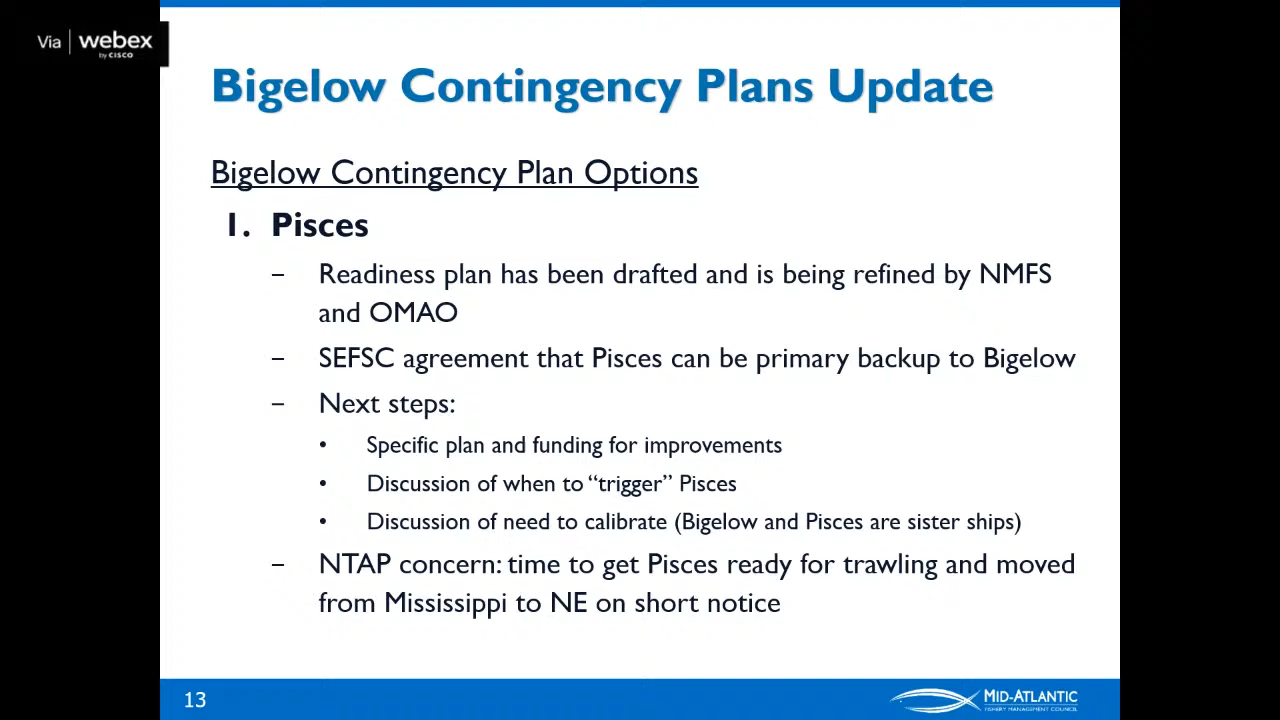 Via webex
by CISCO
Bigelow Contingency Plans Update
Bigelow Contingency Plan Options
1. Pisces
– Readiness plan has been drafted and is being refined by NMFS
and OMAO
– SEFSC agreement that Pisces can be primary backup to Bigelow
– Next steps:
• Specific plan and funding for improvements
• Discussion of when to “trigger” Pisces
• Discussion of need to calibrate (Bigelow and Pisces are sister ships)
– NTAP concern: time to get Pisces ready for trawling and moved
from Mississippi to NE on short notice
13
MID-ATLANTIC
FISHERY MANAGEMENT COUNCIL